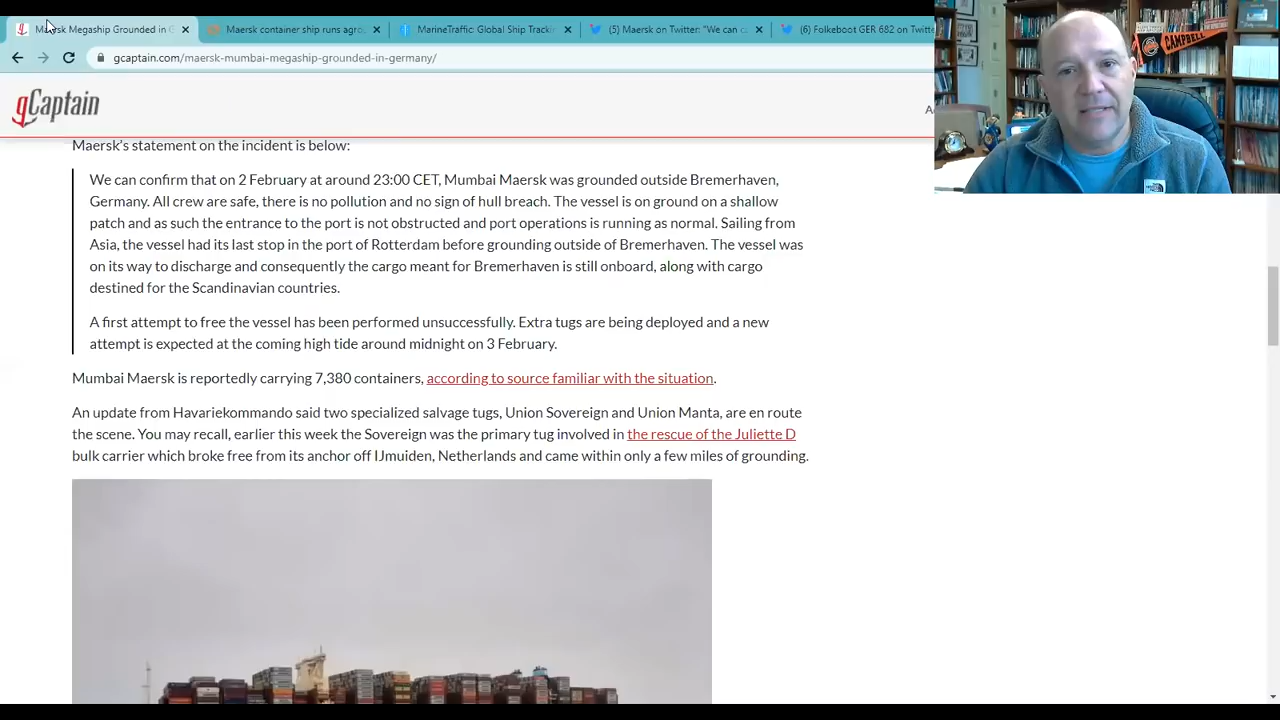 Maersk Megaship Grounded in G
Maersk container ship runs agro
MarineTraffic: Global Ship Tracki
(5) Maersk on Twitter: "We can co
(6) Folkeboot GER 682 on Twitte
gcaptain.com/maersk-mumbai-megaship-grounded-in-germany/
CAMPBELL
gCaptain
Maersk's statement on the incident is below:
We can confirm that on 2 February at around 23:00 CET, Mumbai Maersk was grounded outside Bremerhaven,
Germany. All crew are safe, there is no pollution and no sign of hull breach. The vessel is on ground on a shallow
patch and as such the entrance to the port is not obstructed and port operations is running as normal. Sailing from
Asia, the vessel had its last stop in the port of Rotterdam before grounding outside of Bremerhaven. The vessel was
on its way to discharge and consequently the cargo meant for Bremerhaven is still onboard, along with cargo
destined for the Scandinavian countries.
A first attempt to free the vessel has been performed unsuccessfully. Extra tugs are being deployed and a new
attempt is expected at the coming high tide around midnight on 3 February.
Mumbai Maersk is reportedly carrying 7,380 containers, according to source familiar with the situation.
An update from Havariekommando said two specialized salvage tugs, Union Sovereign and Union Manta, are en route
the scene. You may recall, earlier this week the Sovereign was the primary tug involved in the rescue of the Juliette D
bulk carrier which broke free from its anchor off IJmuiden, Netherlands and came within only a few miles of grounding.